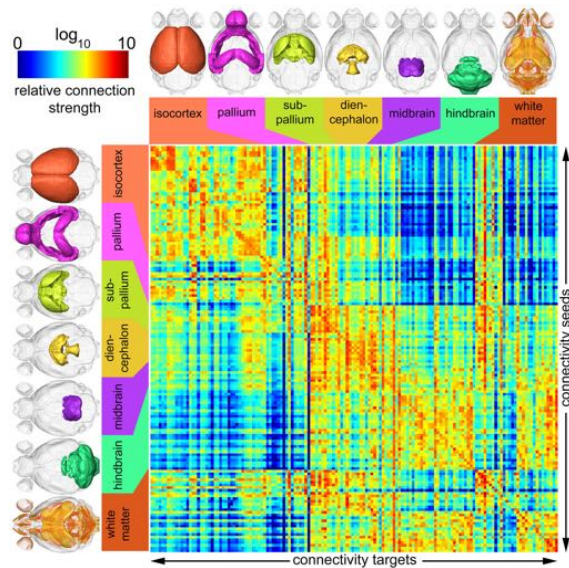 0 log10 10
relative connection
strength
isocortex
pallium
sub-
pallium
dien-
cephalon
midbrain
hindbrain
white
matter
isocortex
pallium
sub-
pallium
dien-
cephalon
midbrain
hindbrain
white
matter
connectivity seeds
connectivity targets